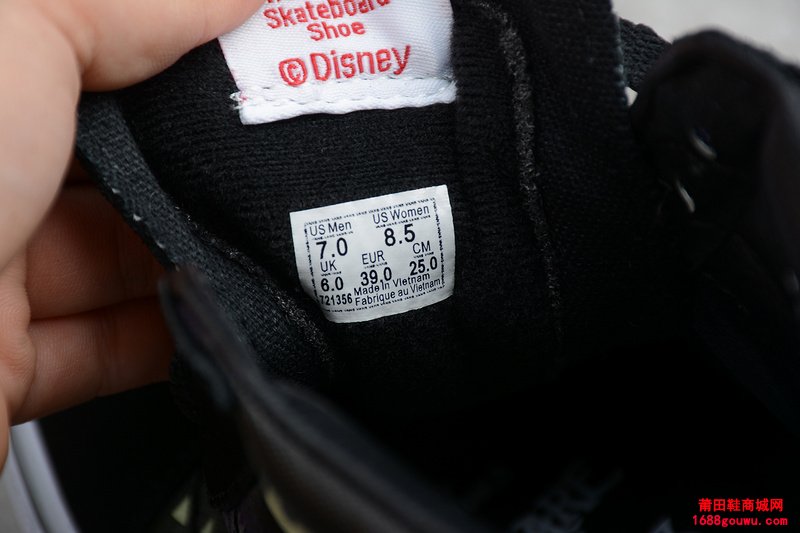 Skateboard
Shoe
©Disney
US Men US Women
7.0 8.5
UK EUR CM
6.0 39.0 25.0
721356 Made in Vietnam
Fabrique au Vietnam
莆田鞋商城网
1688gouwu.com